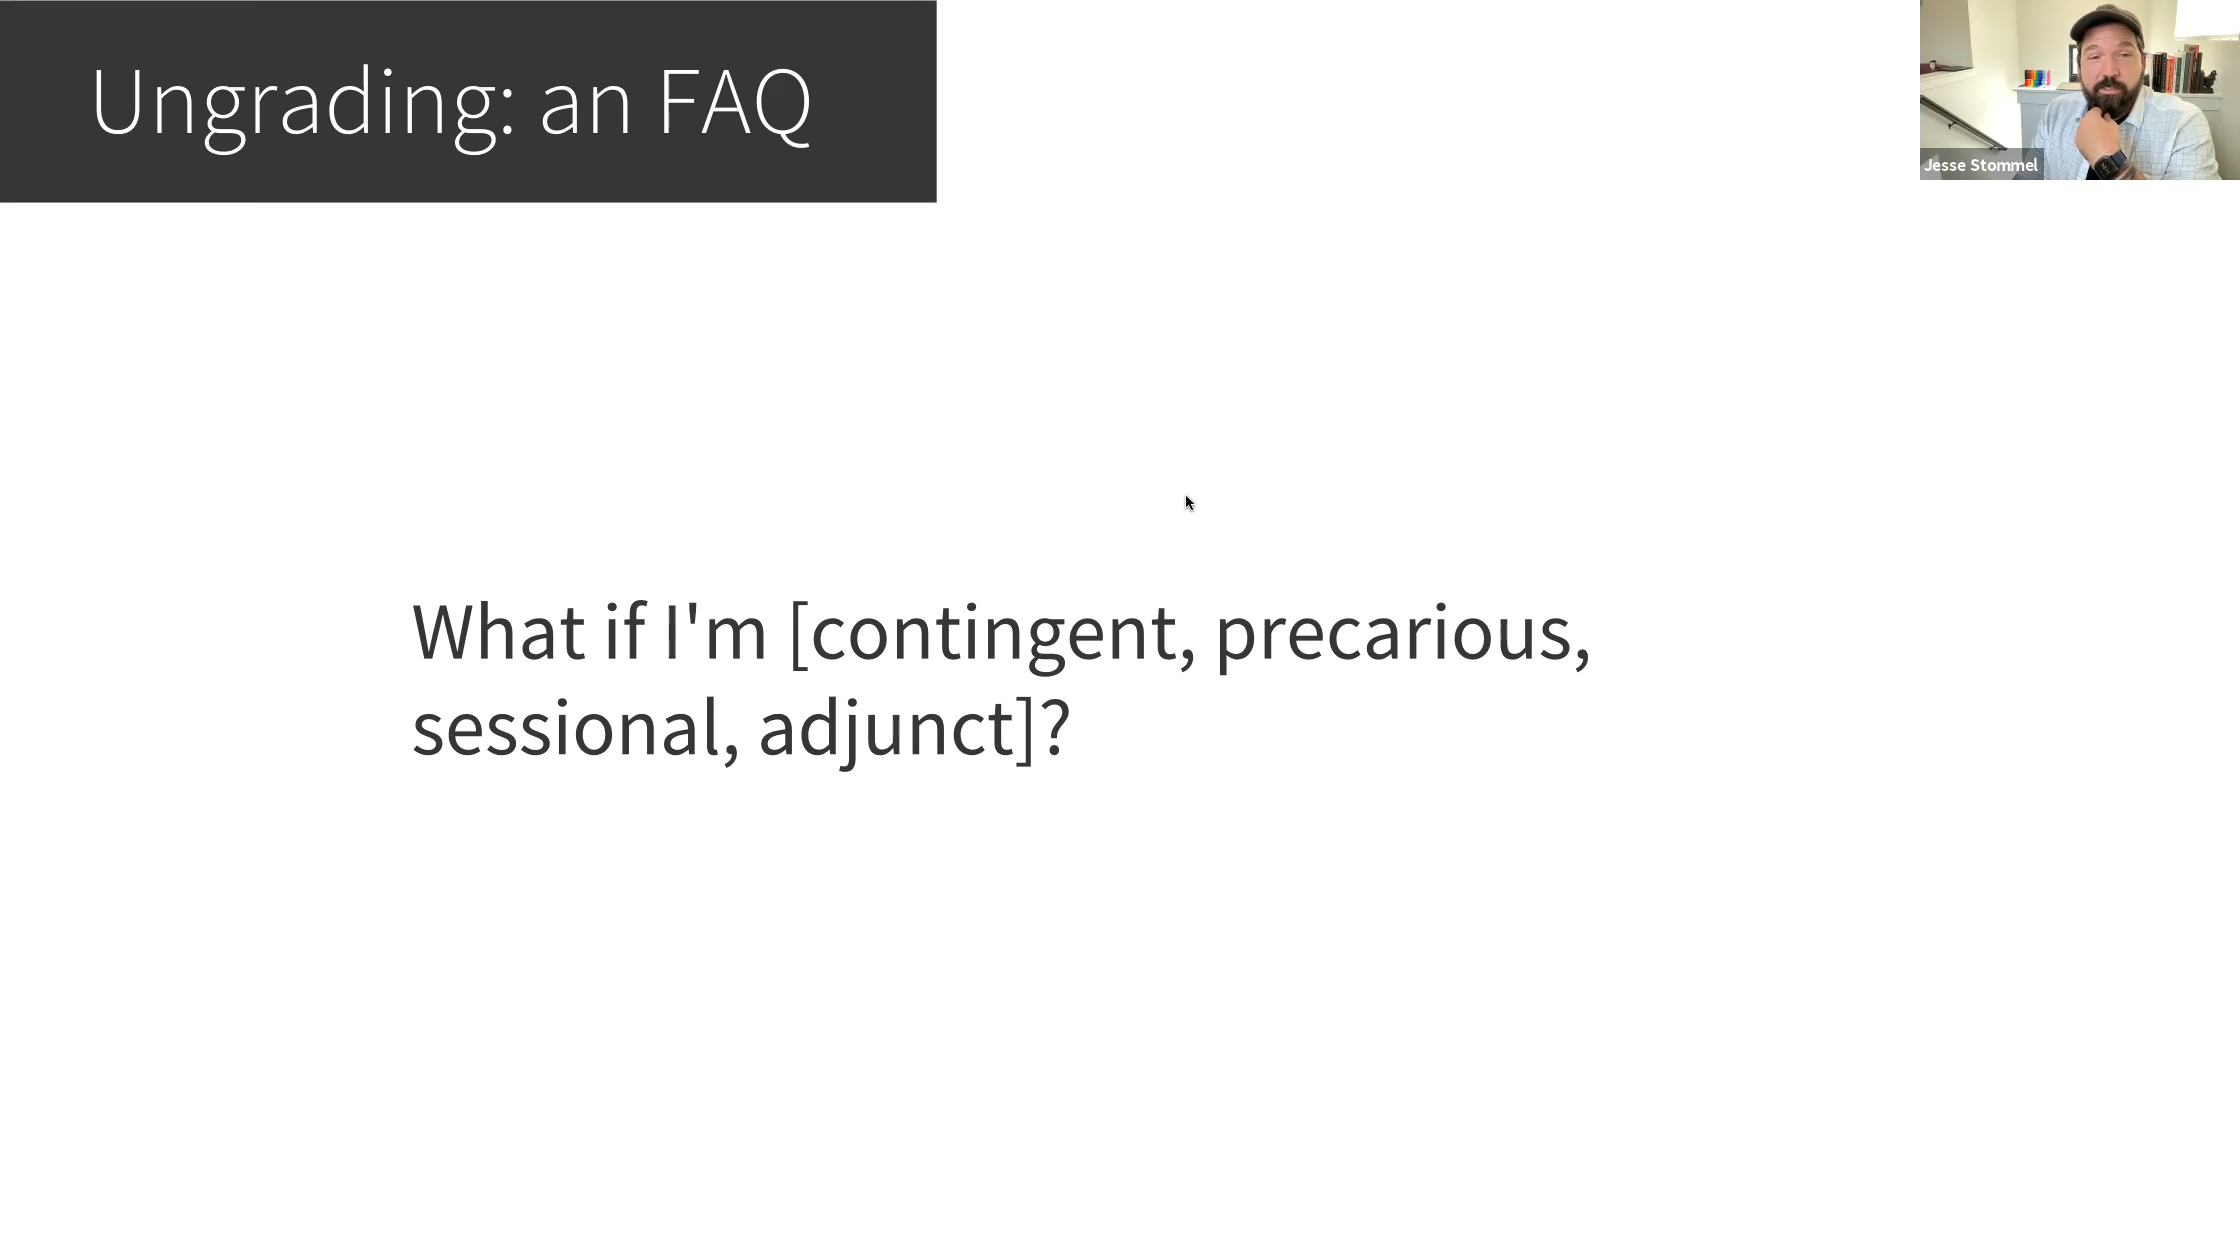 Ungrading: an FAQ
Jesse Stommel
What if I'm [contingent, precarious,
sessional, adjunct]?